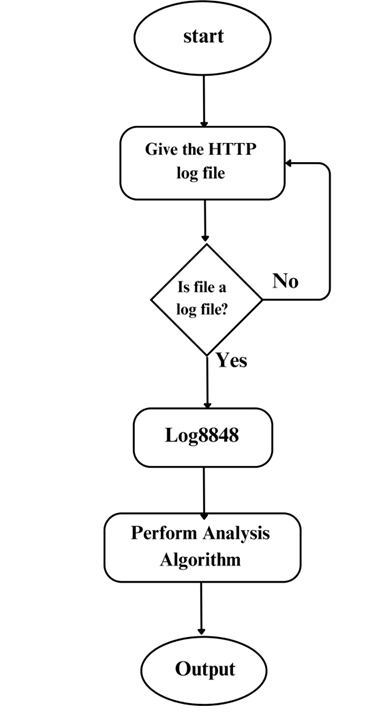 start
Give the HTTP
log file
Is file a
log file?
No
Yes
Log8848
Perform Analysis
Algorithm
Output